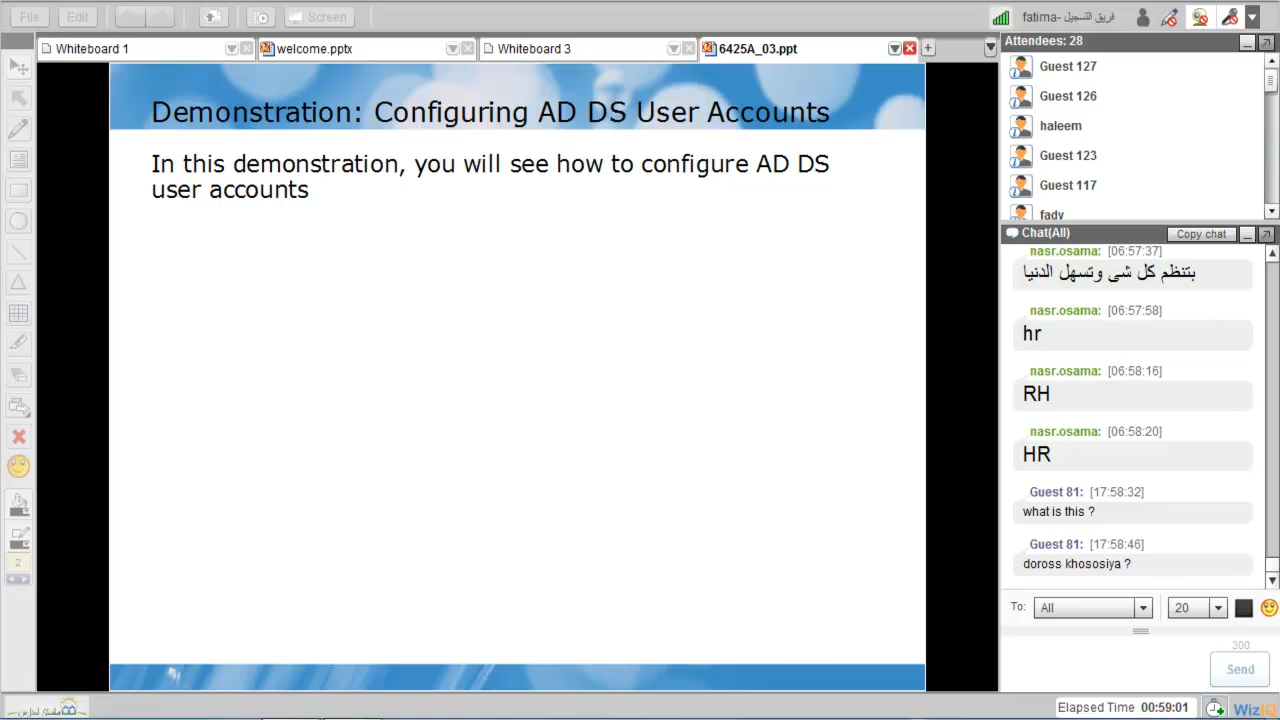 File Edit Screen
fatima- فريق التسجيل
Whiteboard 1 welcome.pptx Whiteboard 3 6425A_03.ppt
Attendees: 28
Guest 127
Guest 126
haleem
Guest 123
Guest 117
fady
Demonstration: Configuring AD DS User Accounts
In this demonstration, you will see how to configure AD DS
user accounts
Chat(All) Copy chat
nasr.osama: [06:57:37]
بتنظم كل شى وتسهل الدنيا
nasr.osama: [06:57:58]
hr
nasr.osama: [06:58:16]
RH
nasr.osama: [06:58:20]
HR
Guest 81: [17:58:32]
what is this ?
Guest 81: [17:58:46]
doross khososiya ?
2
To: All 20
300
Send
Elapsed Time 00:59:01 WizIQ